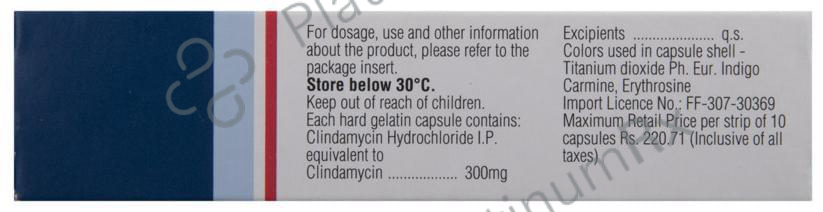 For dosage, use and other information
about the product, please refer to the
package insert.
Store below 30°C.
Keep out of reach of children.
Each hard gelatin capsule contains:
Clindamycin Hydrochloride I.P.
equivalent to
Clindamycin .................. 300mg
Excipients ..................... q.s.
Colors used in capsule shell -
Titanium dioxide Ph. Eur. Indigo
Carmine, Erythrosine
Import Licence No.: FF-307-30369
Maximum Retail Price per strip of 10
capsules Rs. 220.71 (Inclusive of all
taxes)